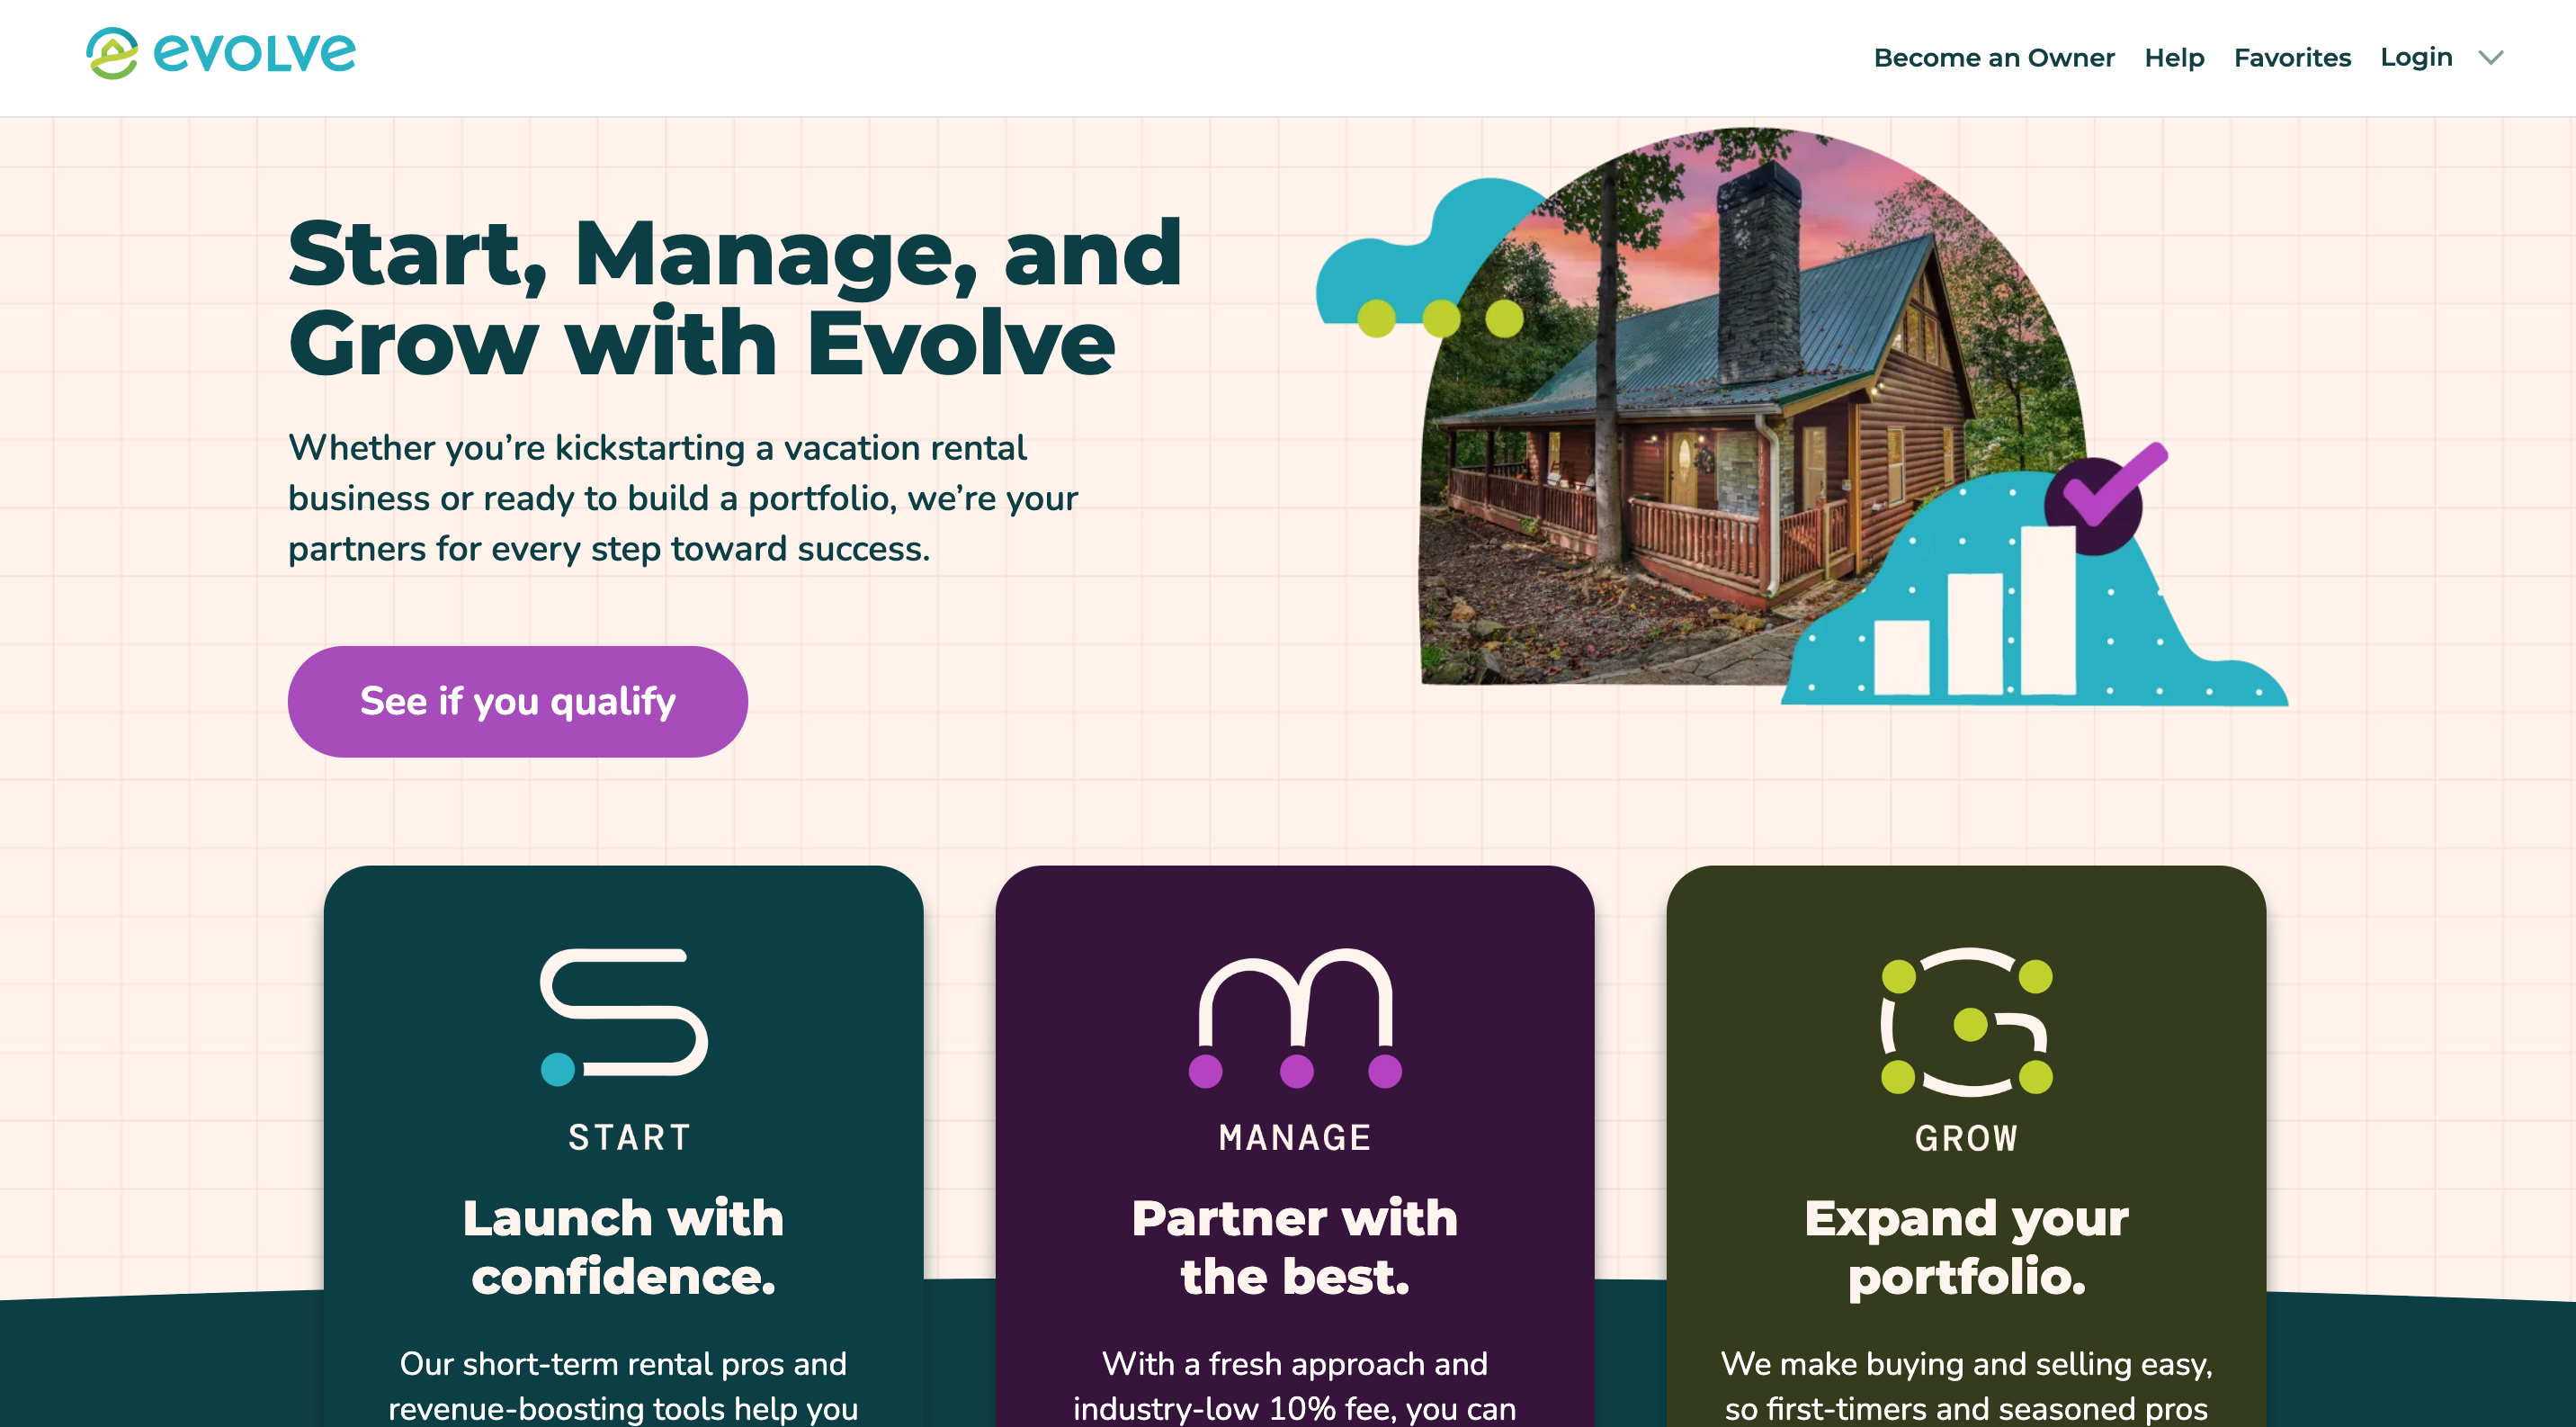 evolve
Become an Owner Help Favorites Login
Start, Manage, and
Grow with Evolve
Whether you’re kickstarting a vacation rental
business or ready to build a portfolio, we’re your
partners for every step toward success.
See if you qualify
START
Launch with
confidence.
Our short-term rental pros and
revenue-boosting tools help you
MANAGE
Partner with
the best.
With a fresh approach and
industry-low 10% fee, you can
GROW
Expand your
portfolio.
We make buying and selling easy,
so first-timers and seasoned pros